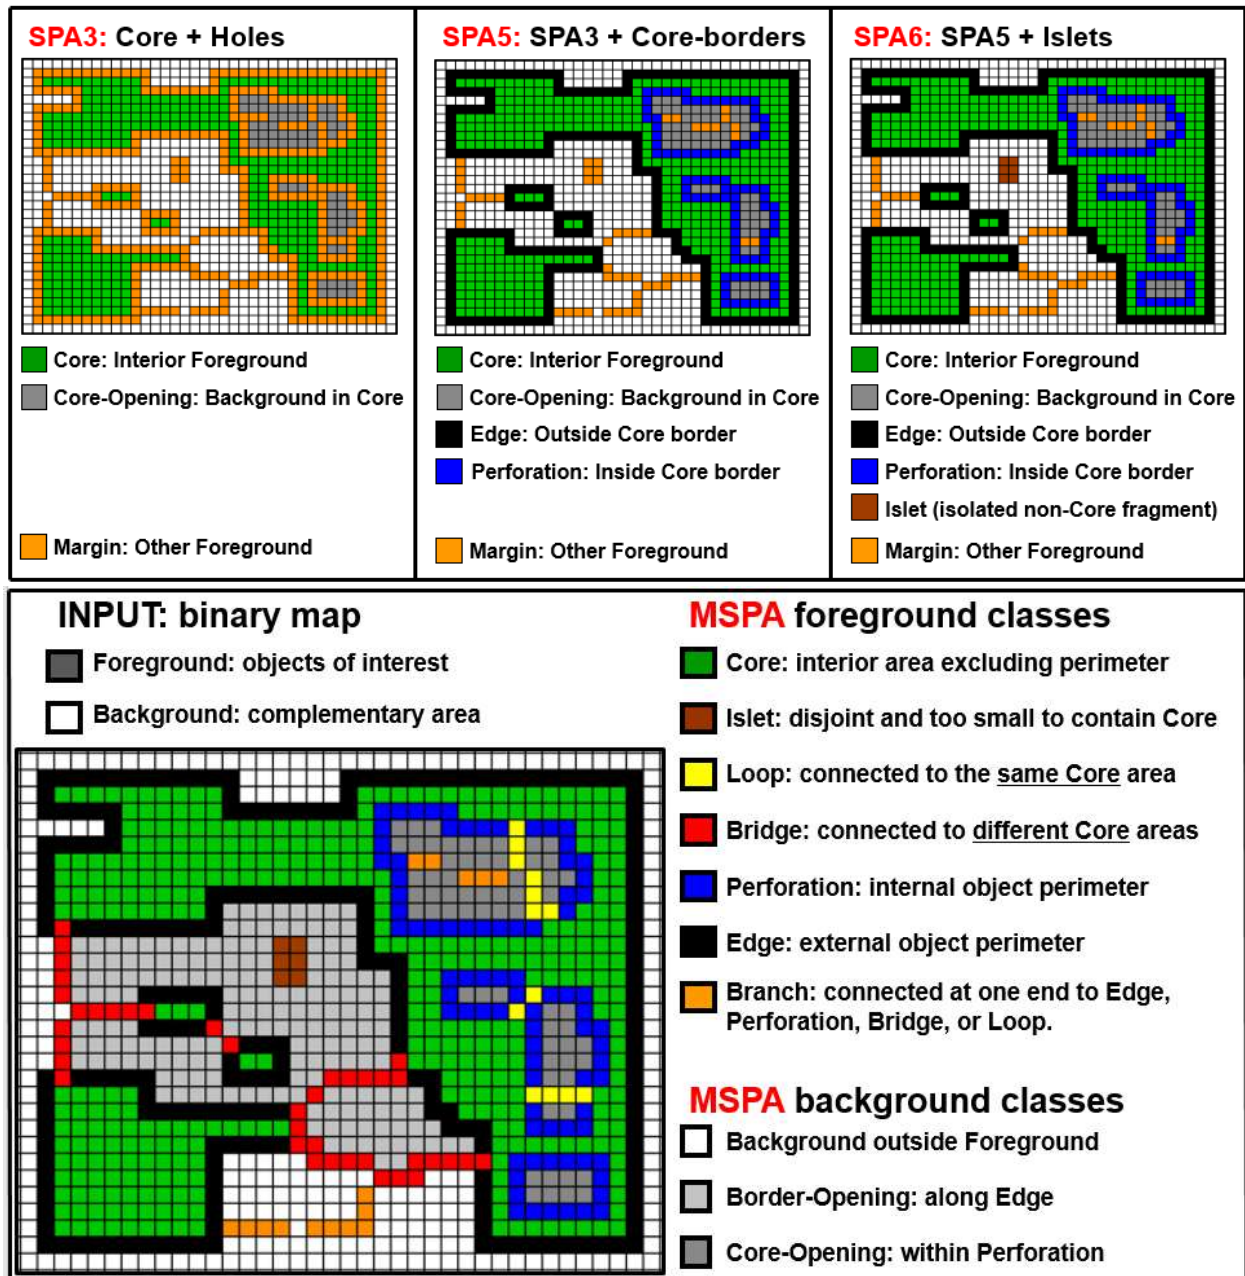 SPA3: Core + Holes
Core: Interior Foreground
Core-Opening: Background in Core
Margin: Other Foreground
SPA5: SPA3 + Core-borders
Core: Interior Foreground
Core-Opening: Background in Core
Edge: Outside Core border
Perforation: Inside Core border
Margin: Other Foreground
SPA6: SPA5 + Islets
Core: Interior Foreground
Core-Opening: Background in Core
Edge: Outside Core border
Perforation: Inside Core border
Islet (isolated non-Core fragment)
Margin: Other Foreground
INPUT: binary map
Foreground: objects of interest
Background: complementary area
MSPA foreground classes
Core: interior area excluding perimeter
Islet: disjoint and too small to contain Core
Loop: connected to the same Core area
Bridge: connected to different Core areas
Perforation: internal object perimeter
Edge: external object perimeter
Branch: connected at one end to Edge,
Perforation, Bridge, or Loop.
MSPA background classes
Background outside Foreground
Border-Opening: along Edge
Core-Opening: within Perforation